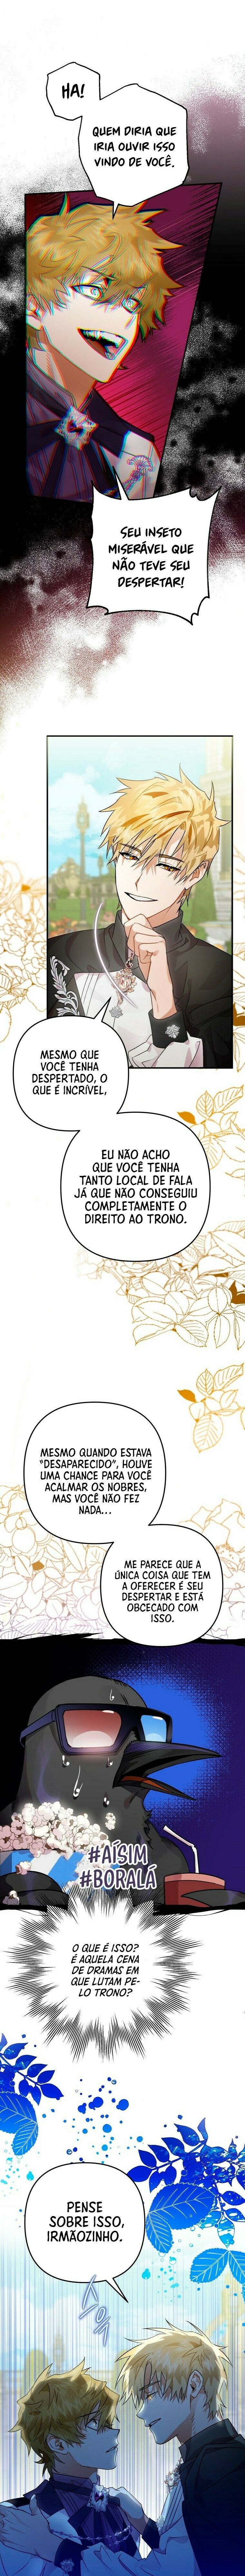 HA!
QUEM DIRIA QUE
IRIA OUVIR ISSO
VINDO DE VOCÊ.
SEU INSETO
MISERÁVEL QUE
NÃO TEVE SEU
DESPERTAR!
MESMO QUE
VOCÊ TENHA
DESPERTADO, O
QUE É INCRÍVEL,
EU NÃO ACHO
QUE VOCÊ TENHA
TANTO LOCAL DE FALA
JÁ QUE NÃO CONSEGUIU
COMPLETAMENTE O
DIREITO AO TRONO.
MESMO QUANDO ESTAVA
"DESAPARECIDO", HOUVE
UMA CHANCE PARA VOCÊ
ACALMAR OS NOBRES,
MAS VOCÊ NÃO FEZ
NADA...
ME PARECE QUE A
ÚNICA COISA QUE TEM
A OFERECER É SEU
DESPERTAR E ESTÁ
OBCECADO COM
ISSO.
#AÍSIM
#BORALÁ
O QUE É ISSO?
É AQUELA CENA
DE DRAMAS EM
QUE LUTAM PE-
LO TRONO?
PENSE
SOBRE ISSO,
IRMÃOZINHO.
스윽